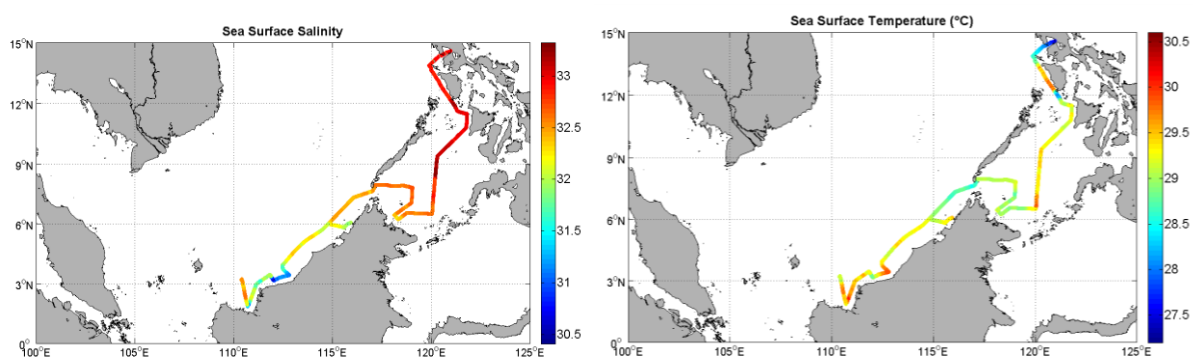 Sea Surface Salinity
15°N
12°N
9°N
6°N
3°N
0°
100°E 105°E 110°E 115°E 120°E 125°E
33
32.5
32
31.5
31
30.5
Sea Surface Temperature (°C)
15°N
12°N
9°N
6°N
3°N
0°
100°E 105°E 110°E 115°E 120°E 125°E
30.5
30
29.5
29
28.5
28
27.5